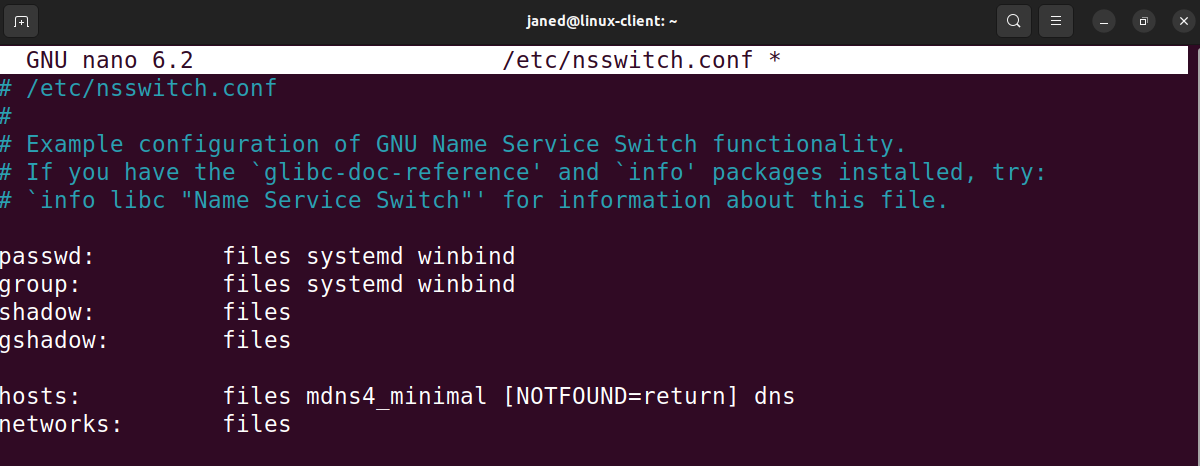 janed@linux-client: ~
GNU nano 6.2 /etc/nsswitch.conf *
# /etc/nsswitch.conf
#
# Example configuration of GNU Name Service Switch functionality.
# If you have the `glibc-doc-reference' and `info' packages installed, try:
# `info libc "Name Service Switch"' for information about this file.
passwd: files systemd winbind
group: files systemd winbind
shadow: files
gshadow: files
hosts: files mdns4_minimal [NOTFOUND=return] dns
networks: files